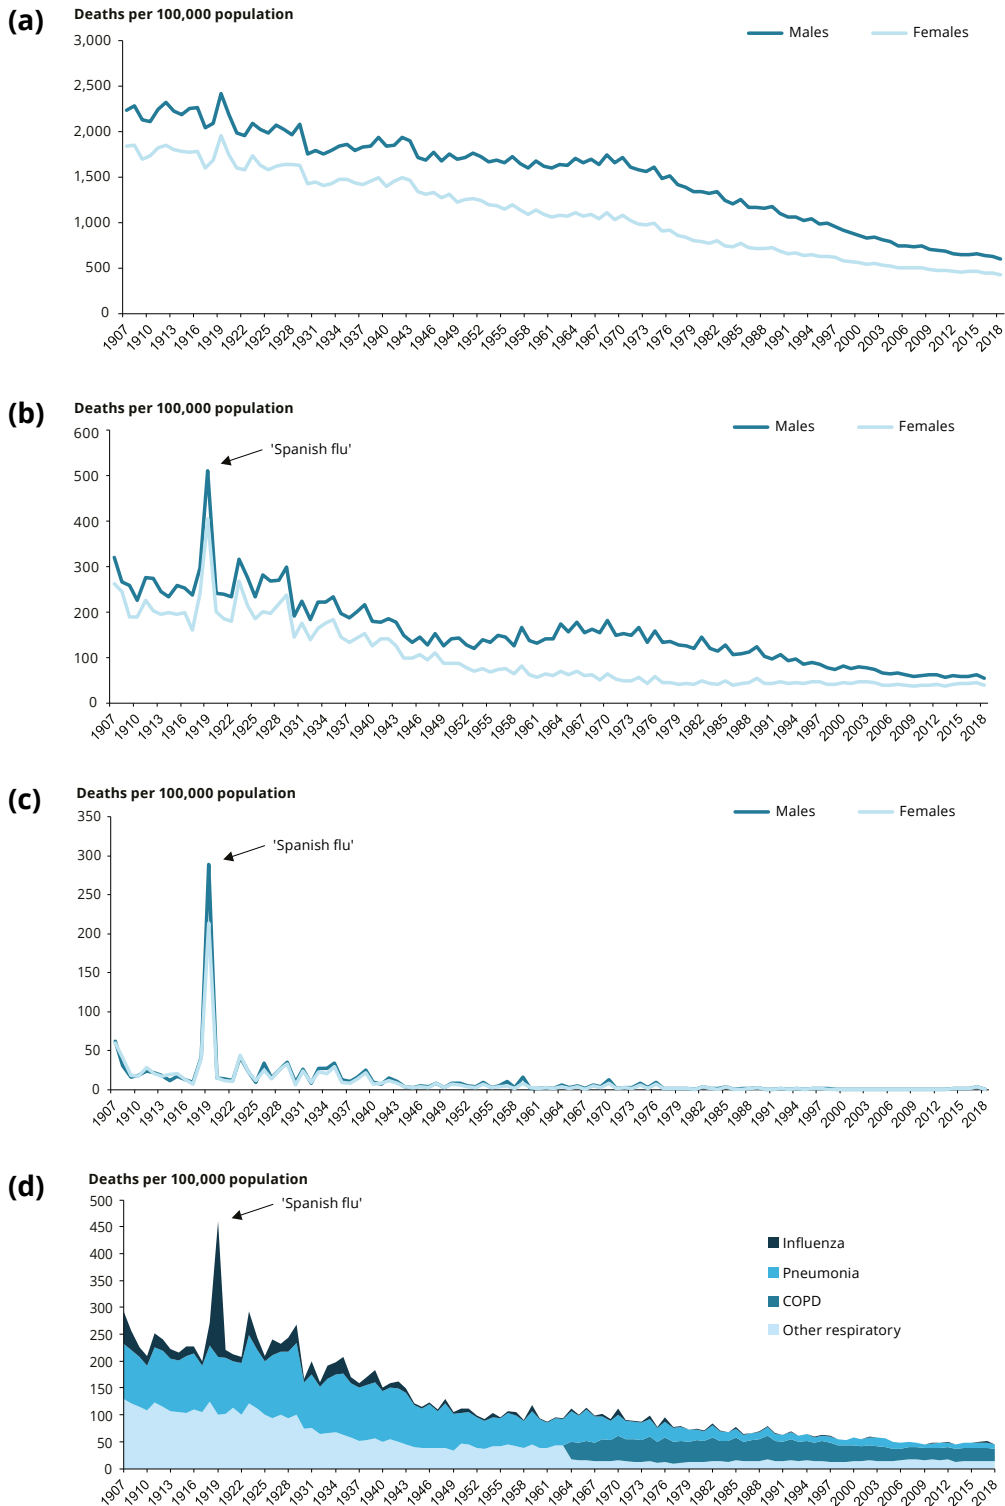 (a)
Deaths per 100,000 population
Males
Females
3,000
2,500
2,000
1,500
1,000
500
0
1907 1910 1913 1916 1919 1922 1925 1928 1931 1934 1937 1940 1943 1946 1949 1952 1955 1958 1961 1964 1967 1970 1973 1976 1979 1982 1985 1988 1991 1994 1997 2000 2003 2006 2009 2012 2015 2018
(b)
Deaths per 100,000 population
Males
Females
'Spanish flu'
600
500
400
300
200
100
0
1907 1910 1913 1916 1919 1922 1925 1928 1931 1934 1937 1940 1943 1946 1949 1952 1955 1958 1961 1964 1967 1970 1973 1976 1979 1982 1985 1988 1991 1994 1997 2000 2003 2006 2009 2012 2015 2018
(c)
Deaths per 100,000 population
Males
Females
'Spanish flu'
350
300
250
200
150
100
50
0
1907 1910 1913 1916 1919 1922 1925 1928 1931 1934 1937 1940 1943 1946 1949 1952 1955 1958 1961 1964 1967 1970 1973 1976 1979 1982 1985 1988 1991 1994 1997 2000 2003 2006 2009 2012 2015 2018
(d)
Deaths per 100,000 population
'Spanish flu'
Influenza
Pneumonia
COPD
Other respiratory
500
450
400
350
300
250
200
150
100
50
0
1907 1910 1913 1916 1919 1922 1925 1928 1931 1934 1937 1940 1943 1946 1949 1952 1955 1958 1961 1964 1967 1970 1973 1976 1979 1982 1985 1988 1991 1994 1997 2000 2003 2006 2009 2012 2015 2018